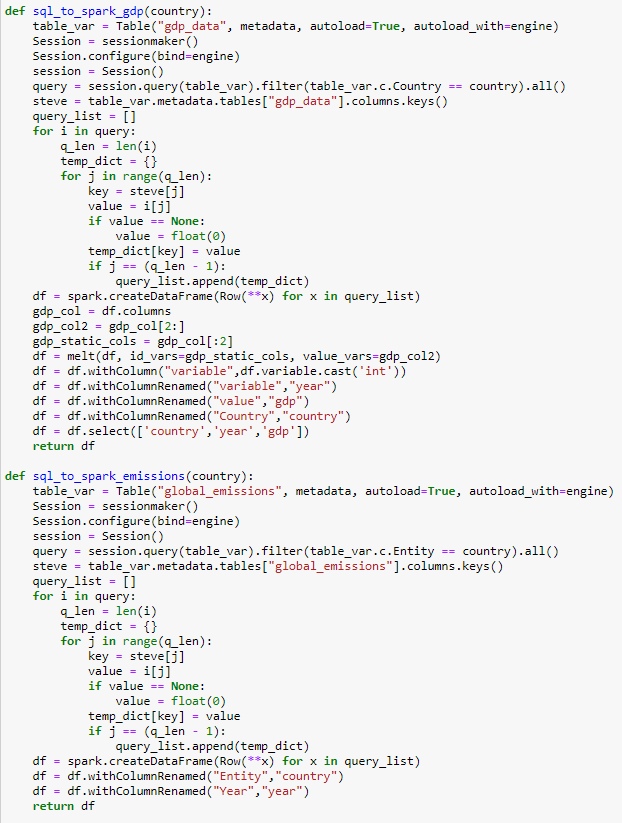 def sql_to_spark_gdp(country):
    table_var = Table("gdp_data", metadata, autoload=True, autoload_with=engine)
    Session = sessionmaker()
    Session.configure(bind=engine)
    session = Session()
    query = session.query(table_var).filter(table_var.c.Country == country).all()
    steve = table_var.metadata.tables["gdp_data"].columns.keys()
    query_list = []
    for i in query:
        q_len = len(i)
        temp_dict = {}
        for j in range(q_len):
            key = steve[j]
            value = i[j]
            if value == None:
                value = float(0)
            temp_dict[key] = value
            if j == (q_len - 1):
                query_list.append(temp_dict)
    df = spark.createDataFrame(Row(**x) for x in query_list)
    gdp_col = df.columns
    gdp_col2 = gdp_col[2:]
    gdp_static_cols = gdp_col[:2]
    df = melt(df, id_vars=gdp_static_cols, value_vars=gdp_col2)
    df = df.withColumn("variable",df.variable.cast('int'))
    df = df.withColumnRenamed("variable","year")
    df = df.withColumnRenamed("value","gdp")
    df = df.withColumnRenamed("Country","country")
    df = df.select(['country','year','gdp'])
    return df
def sql_to_spark_emissions(country):
    table_var = Table("global_emissions", metadata, autoload=True, autoload_with=engine)
    Session = sessionmaker()
    Session.configure(bind=engine)
    session = Session()
    query = session.query(table_var).filter(table_var.c.Entity == country).all()
    steve = table_var.metadata.tables["global_emissions"].columns.keys()
    query_list = []
    for i in query:
        q_len = len(i)
        temp_dict = {}
        for j in range(q_len):
            key = steve[j]
            value = i[j]
            if value == None:
                value = float(0)
            temp_dict[key] = value
            if j == (q_len - 1):
                query_list.append(temp_dict)
    df = spark.createDataFrame(Row(**x) for x in query_list)
    df = df.withColumnRenamed("Entity","country")
    df = df.withColumnRenamed("Year","year")
    return df